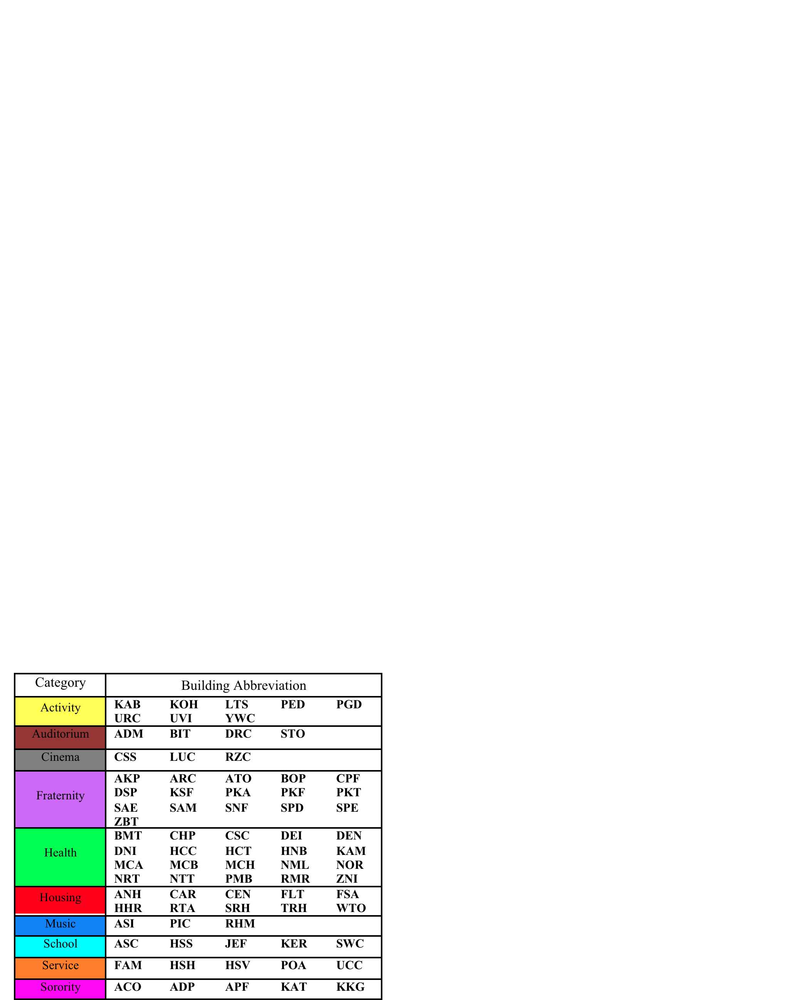 Category Building Abbreviation
Activity KAB KOH LTS PED PGD
URC UVI YWC
Auditorium ADM BIT DRC STO
Cinema CSS LUC RZC
Fraternity AKP ARC ATO BOP CPF
DSP KSF PKA PKF PKT
SAE SAM SNF SPD SPE
ZBT
Health BMT CHP CSC DEI DEN
DNI HCC HCT HNB KAM
MCA MCB MCH NML NOR
NRT NTT PMB RMR ZNI
Housing ANH CAR CEN FLT FSA
HHR RTA SRH TRH WTO
Music ASI PIC RHM
School ASC HSS JEF KER SWC
Service FAM HSH HSV POA UCC
Sorority ACO ADP APF KAT KKG